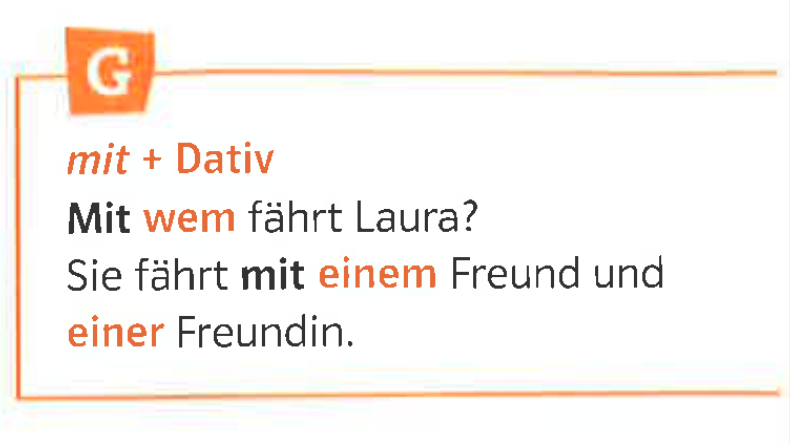 G
mit + Dativ
Mit wem fährt Laura?
Sie fährt mit einem Freund und
einer Freundin.